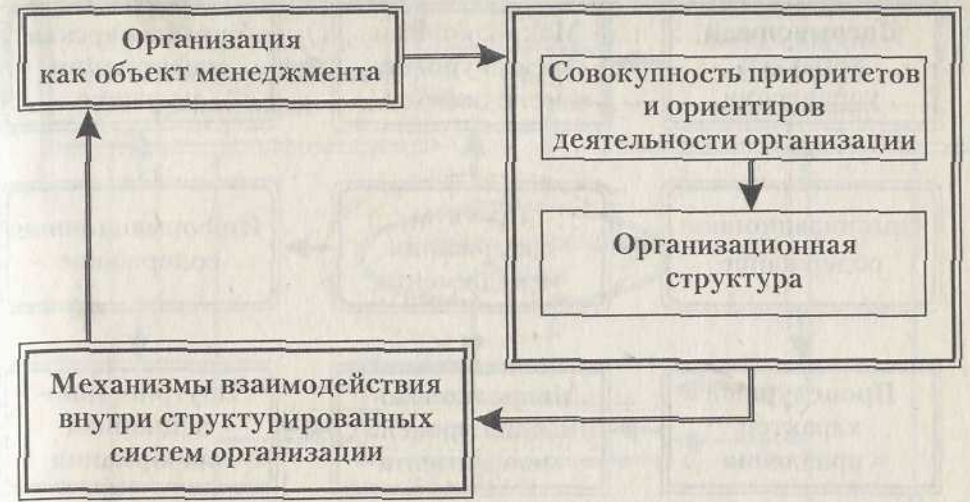 Организация
как объект менеджмента
Совокупность приоритетов
и ориентиров
деятельности организации
Организационная
структура
Механизмы взаимодействия
внутри структурированных
систем организации